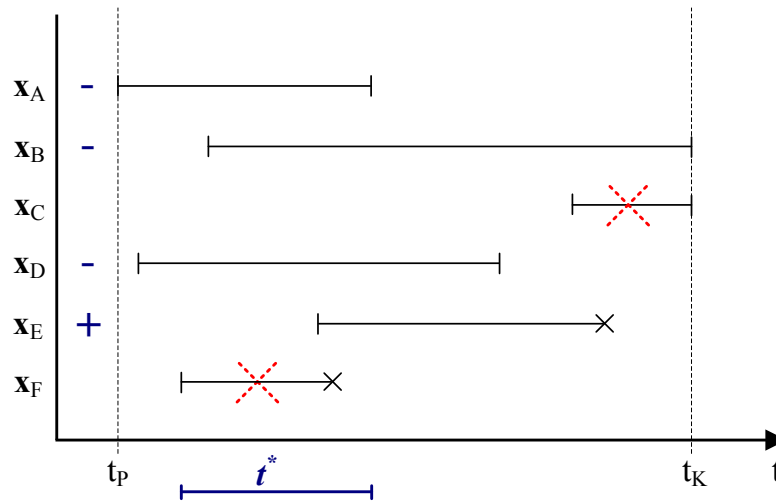 x_A -
x_B -
x_C
x_D -
x_E +
x_F
t_P t* t_K t